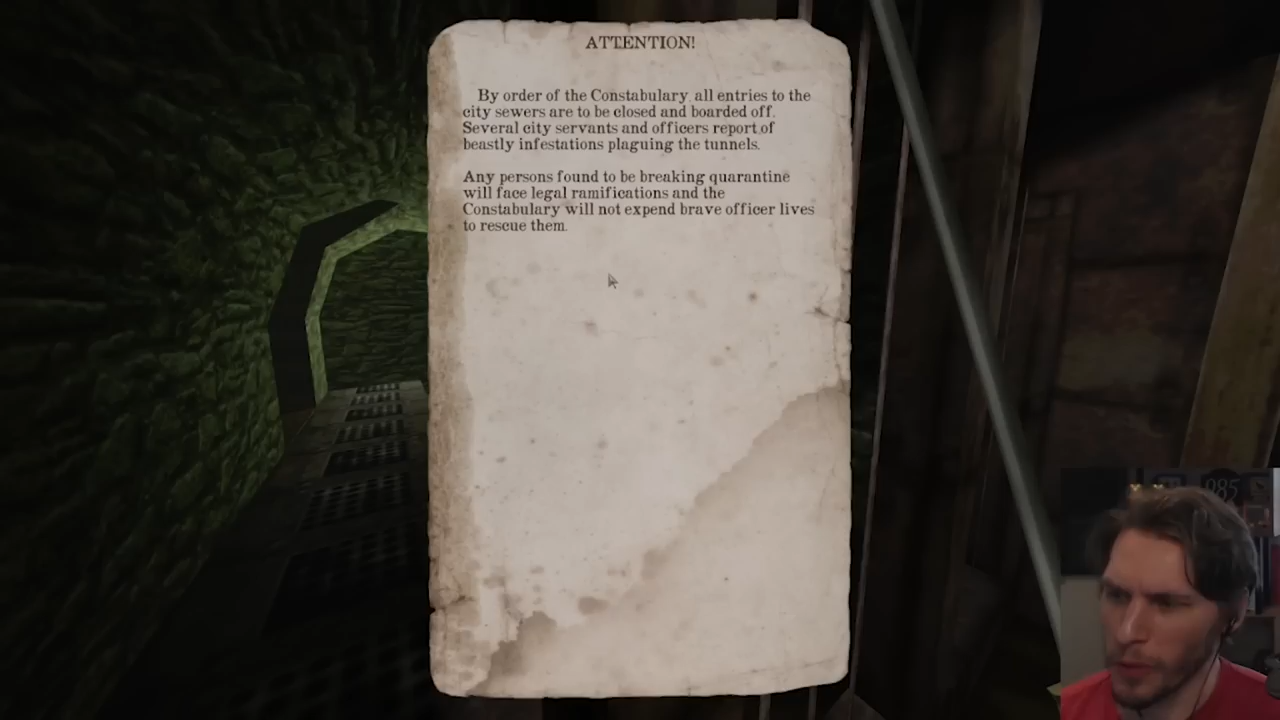 ATTENTION!
By order of the Constabulary, all entries to the
city sewers are to be closed and boarded off.
Several city servants and officers report of
beastly infestations plaguing the tunnels.
Any persons found to be breaking quarantine
will face legal ramifications and the
Constabulary will not expend brave officer lives
to rescue them.
985